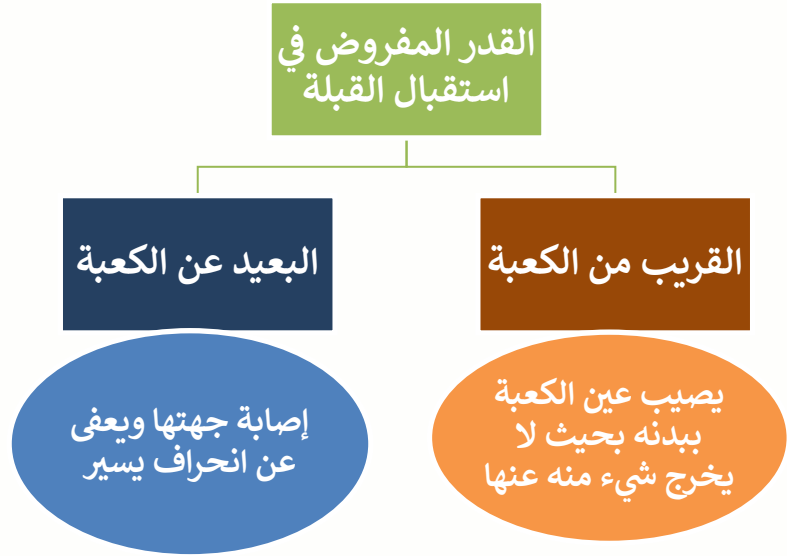 القدر المفروض في
استقبال القبلة
القريب من الكعبة
يصيب عين الكعبة
ببدنه بحيث لا
يخرج شيء منه عنها
البعيد عن الكعبة
إصابة جهتها ويعفى
عن انحراف يسير